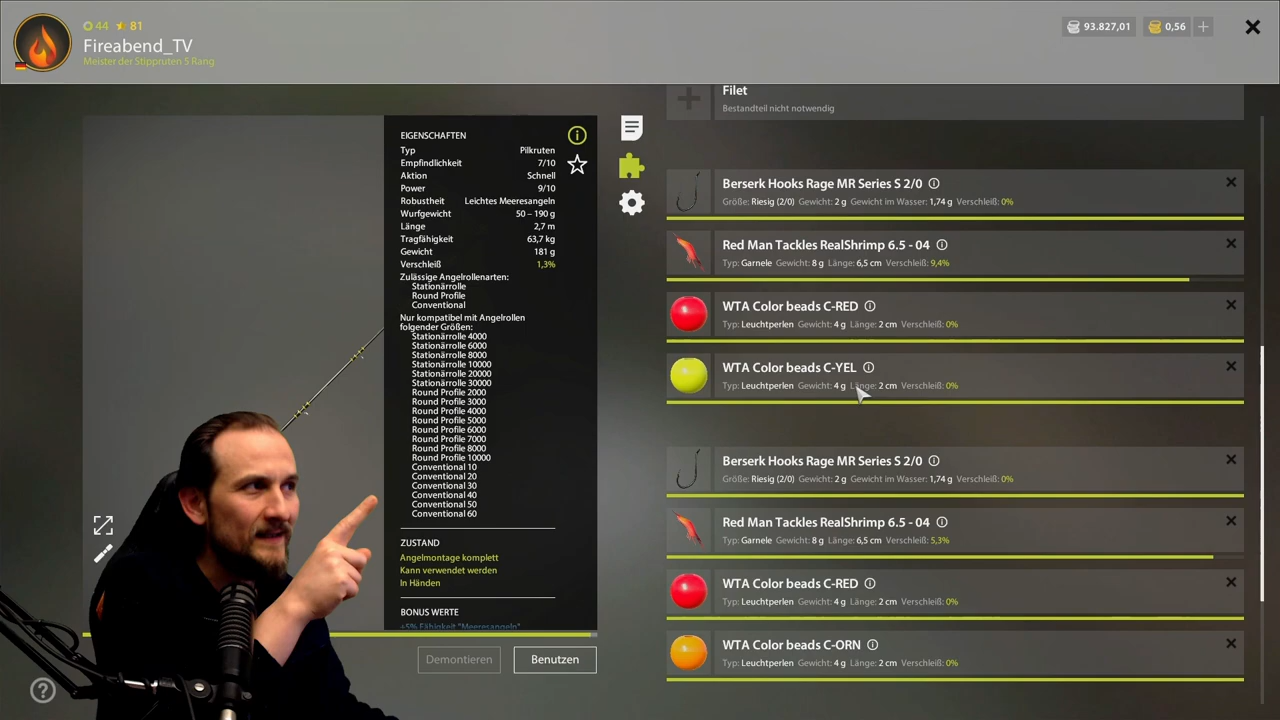 44 81
Fireabend_TV
Meister der Stippruten 5 Rang
93.827,01
0,56
EIGENSCHAFTEN
Typ Pilkruten
Empfindlichkeit 7/10
Aktion Schnell
Power 9/10
Robustheit Leichtes Meeresangeln
Wurfgewicht 50 – 190 g
Länge 2,7 m
Tragfähigkeit 63,7 kg
Gewicht 181 g
Verschleiß 1,3%
Zulässige Angelrollenarten:
Stationärrolle
Round Profile
Conventional
Nur kompatibel mit Angelrollen
folgender Größen:
Stationärrolle 4000
Stationärrolle 6000
Stationärrolle 8000
Stationärrolle 10000
Stationärrolle 20000
Stationärrolle 30000
Round Profile 2000
Round Profile 3000
Round Profile 4000
Round Profile 5000
Round Profile 6000
Round Profile 7000
Round Profile 8000
Round Profile 10000
Conventional 10
Conventional 20
Conventional 30
Conventional 40
Conventional 50
Conventional 60
ZUSTAND
Angelmontage komplett
Kann verwendet werden
In Händen
BONUS WERTE
+5% Fähigkeit "Meeresangeln"
Demontieren
Benutzen
Filet
Bestandteil nicht notwendig
Berserk Hooks Rage MR Series S 2/0
Größe: Riesig (2/0) Gewicht: 2 g Gewicht im Wasser: 1,74 g Verschleiß: 0%
Red Man Tackles RealShrimp 6.5 - 04
Typ: Garnele Gewicht: 8 g Länge: 6,5 cm Verschleiß: 9,4%
WTA Color beads C-RED
Typ: Leuchtperlen Gewicht: 4 g Länge: 2 cm Verschleiß: 0%
WTA Color beads C-YEL
Typ: Leuchtperlen Gewicht: 4 g Länge: 2 cm Verschleiß: 0%
Berserk Hooks Rage MR Series S 2/0
Größe: Riesig (2/0) Gewicht: 2 g Gewicht im Wasser: 1,74 g Verschleiß: 0%
Red Man Tackles RealShrimp 6.5 - 04
Typ: Garnele Gewicht: 8 g Länge: 6,5 cm Verschleiß: 5,3%
WTA Color beads C-RED
Typ: Leuchtperlen Gewicht: 4 g Länge: 2 cm Verschleiß: 0%
WTA Color beads C-ORN
Typ: Leuchtperlen Gewicht: 4 g Länge: 2 cm Verschleiß: 0%